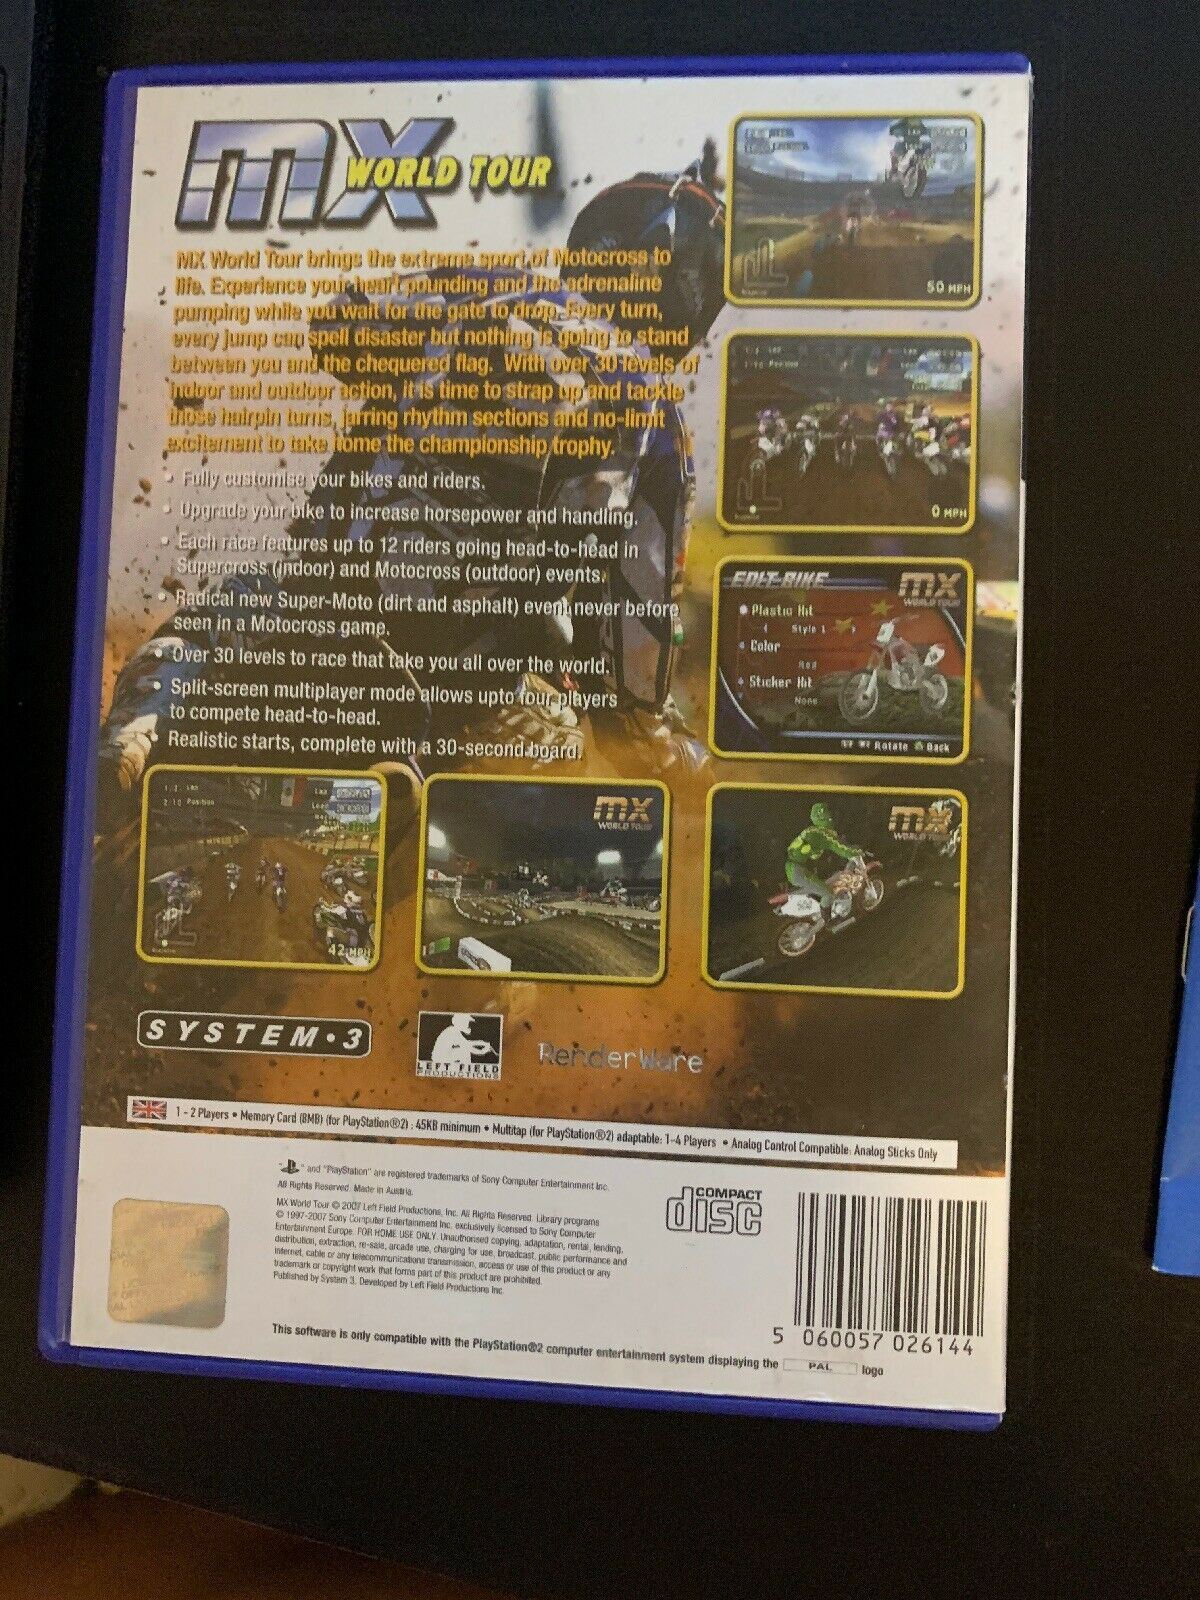 MX WORLD TOUR
MX World Tour brings the extreme sport of Motocross to
life. Experience your heart pounding and the adrenaline
pumping while you wait for the gate to drop. Every turn,
every jump can spell disaster but nothing is going to stand
between you and the chequered flag. With over 30 levels of
indoor and outdoor action, it is time to strap up and tackle
those hairpin turns, jarring rhythm sections and no-limit
excitement to take home the championship trophy.
• Fully customise your bikes and riders.
• Upgrade your bike to increase horsepower and handling.
• Each race features up to 12 riders going head-to-head in
Supercross (indoor) and Motocross (outdoor) events.
• Radical new Super-Moto (dirt and asphalt) event never before
seen in a Motocross game.
• Over 30 levels to race that take you all over the world.
• Split-screen multiplayer mode allows upto four players
to compete head-to-head.
• Realistic starts, complete with a 30-second board.
50 MPH
0 MPH
EDIT BIKE
MX WORLD TOUR
Plastic Kit
Style 1
Color
Red
Sticker Kit
None
Rotate Back
42 MPH
MX WORLD TOUR
MX WORLD TOUR
SYSTEM•3
LEFT FIELD
PRODUCTIONS
RenderWare
1 - 2 Players • Memory Card (8MB) (for PlayStation®2) : 45KB minimum • Multitap (for PlayStation®2) adaptable: 1-4 Players • Analog Control Compatible: Analog Sticks Only
" " and "PlayStation" are registered trademarks of Sony Computer Entertainment Inc.
All Rights Reserved. Made in Austria.
MX World Tour © 2007 Left Field Productions, Inc. All Rights Reserved. Library programs
© 1997-2007 Sony Computer Entertainment Inc. exclusively licensed to Sony Computer
Entertainment Europe. FOR HOME USE ONLY. Unauthorised copying, adaptation, rental, lending,
distribution, extraction, re-sale, arcade use, charging for use, broadcast, public performance and
internet, cable or any telecommunications transmission, access or use of this product or any
trademark or copyright work that forms part of this product are prohibited.
Published by System 3. Developed by Left Field Productions Inc.
COMPACT
disc
5 060057 026144
This software is only compatible with the PlayStation®2 computer entertainment system displaying the PAL logo